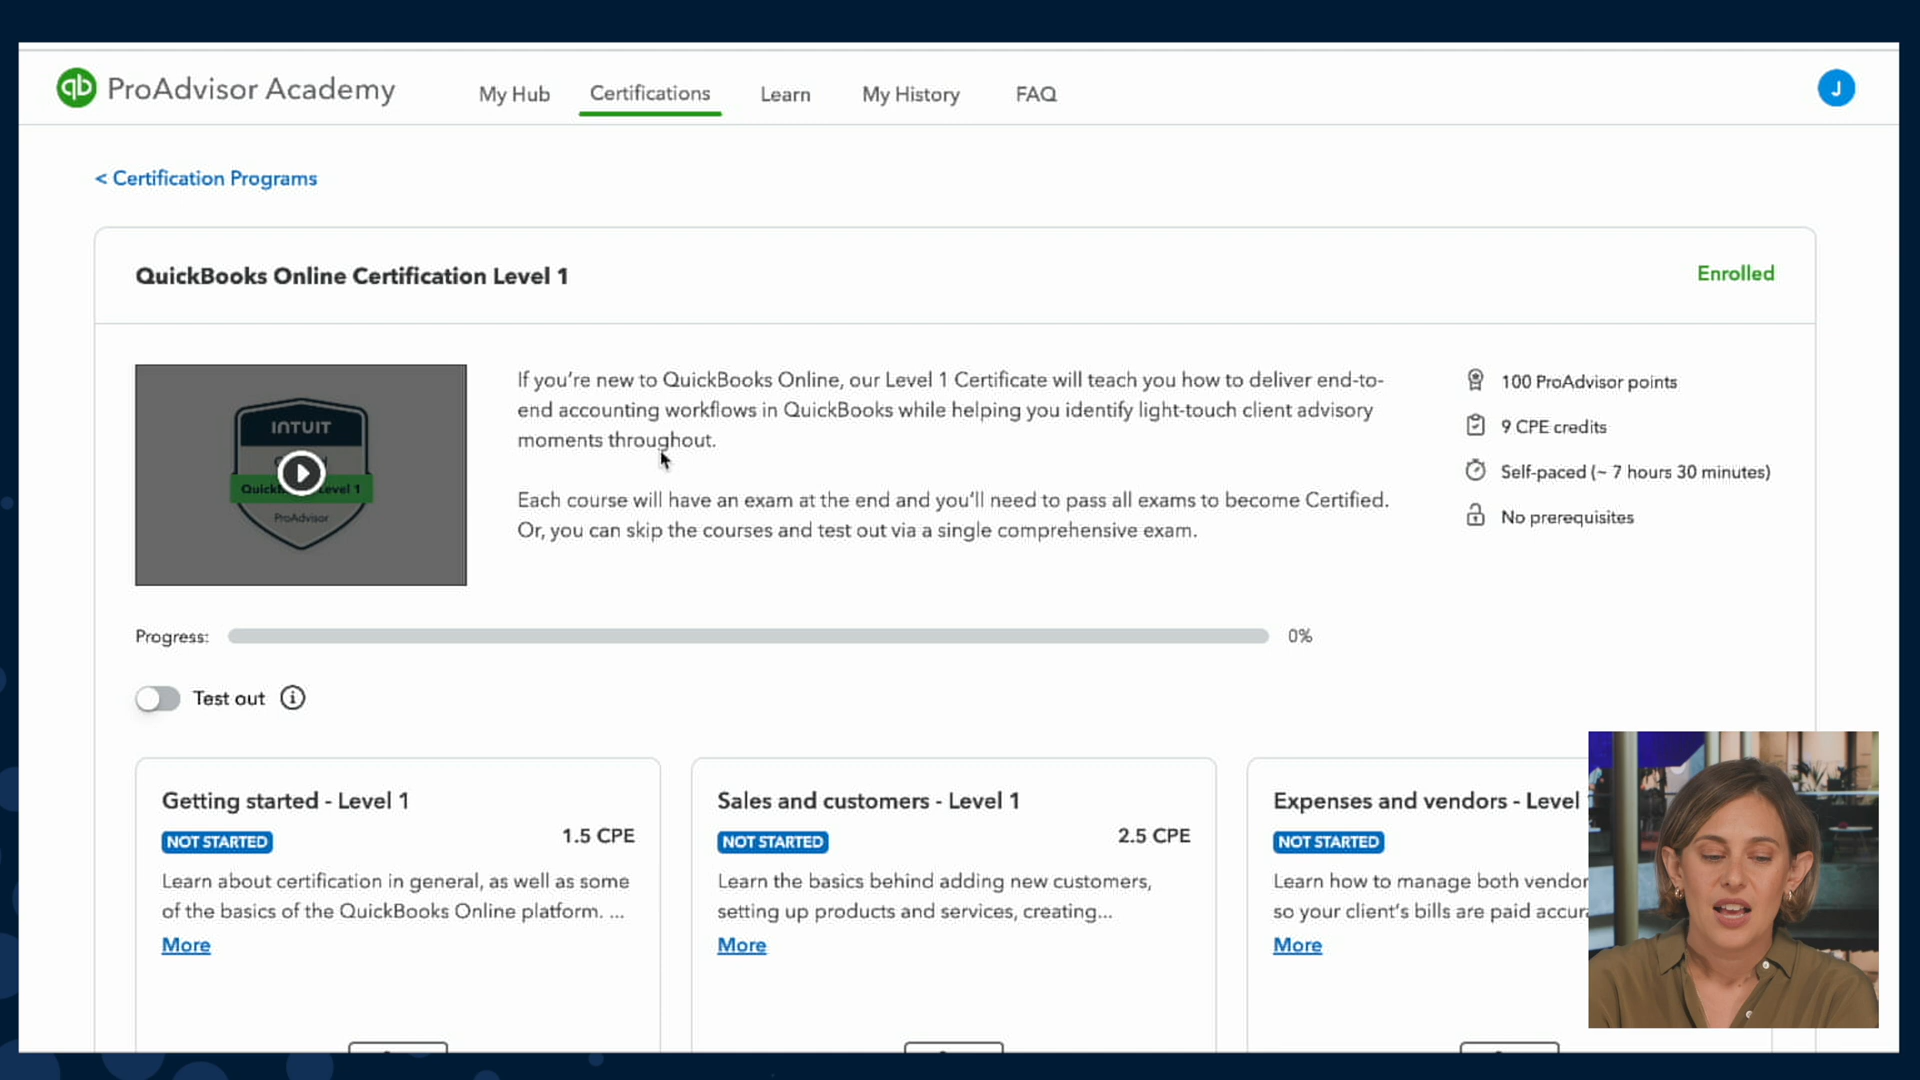 qb ProAdvisor Academy
My Hub
Certifications
Learn
My History
FAQ
J
< Certification Programs
QuickBooks Online Certification Level 1
Enrolled
INTUIT
Level 1
ProAdvisor
If you're new to QuickBooks Online, our Level 1 Certificate will teach you how to deliver end-to-
end accounting workflows in QuickBooks while helping you identify light-touch client advisory
moments throughout.
Each course will have an exam at the end and you'll need to pass all exams to become Certified.
Or, you can skip the courses and test out via a single comprehensive exam.
100 ProAdvisor points
9 CPE credits
Self-paced (~ 7 hours 30 minutes)
No prerequisites
Progress:
0%
Test out
Getting started - Level 1
NOT STARTED
1.5 CPE
Learn about certification in general, as well as some
of the basics of the QuickBooks Online platform. ...
More
Sales and customers - Level 1
NOT STARTED
2.5 CPE
Learn the basics behind adding new customers,
setting up products and services, creating...
More
Expenses and vendors - Level
NOT STARTED
Learn how to manage both vendor
so your client's bills are paid
More